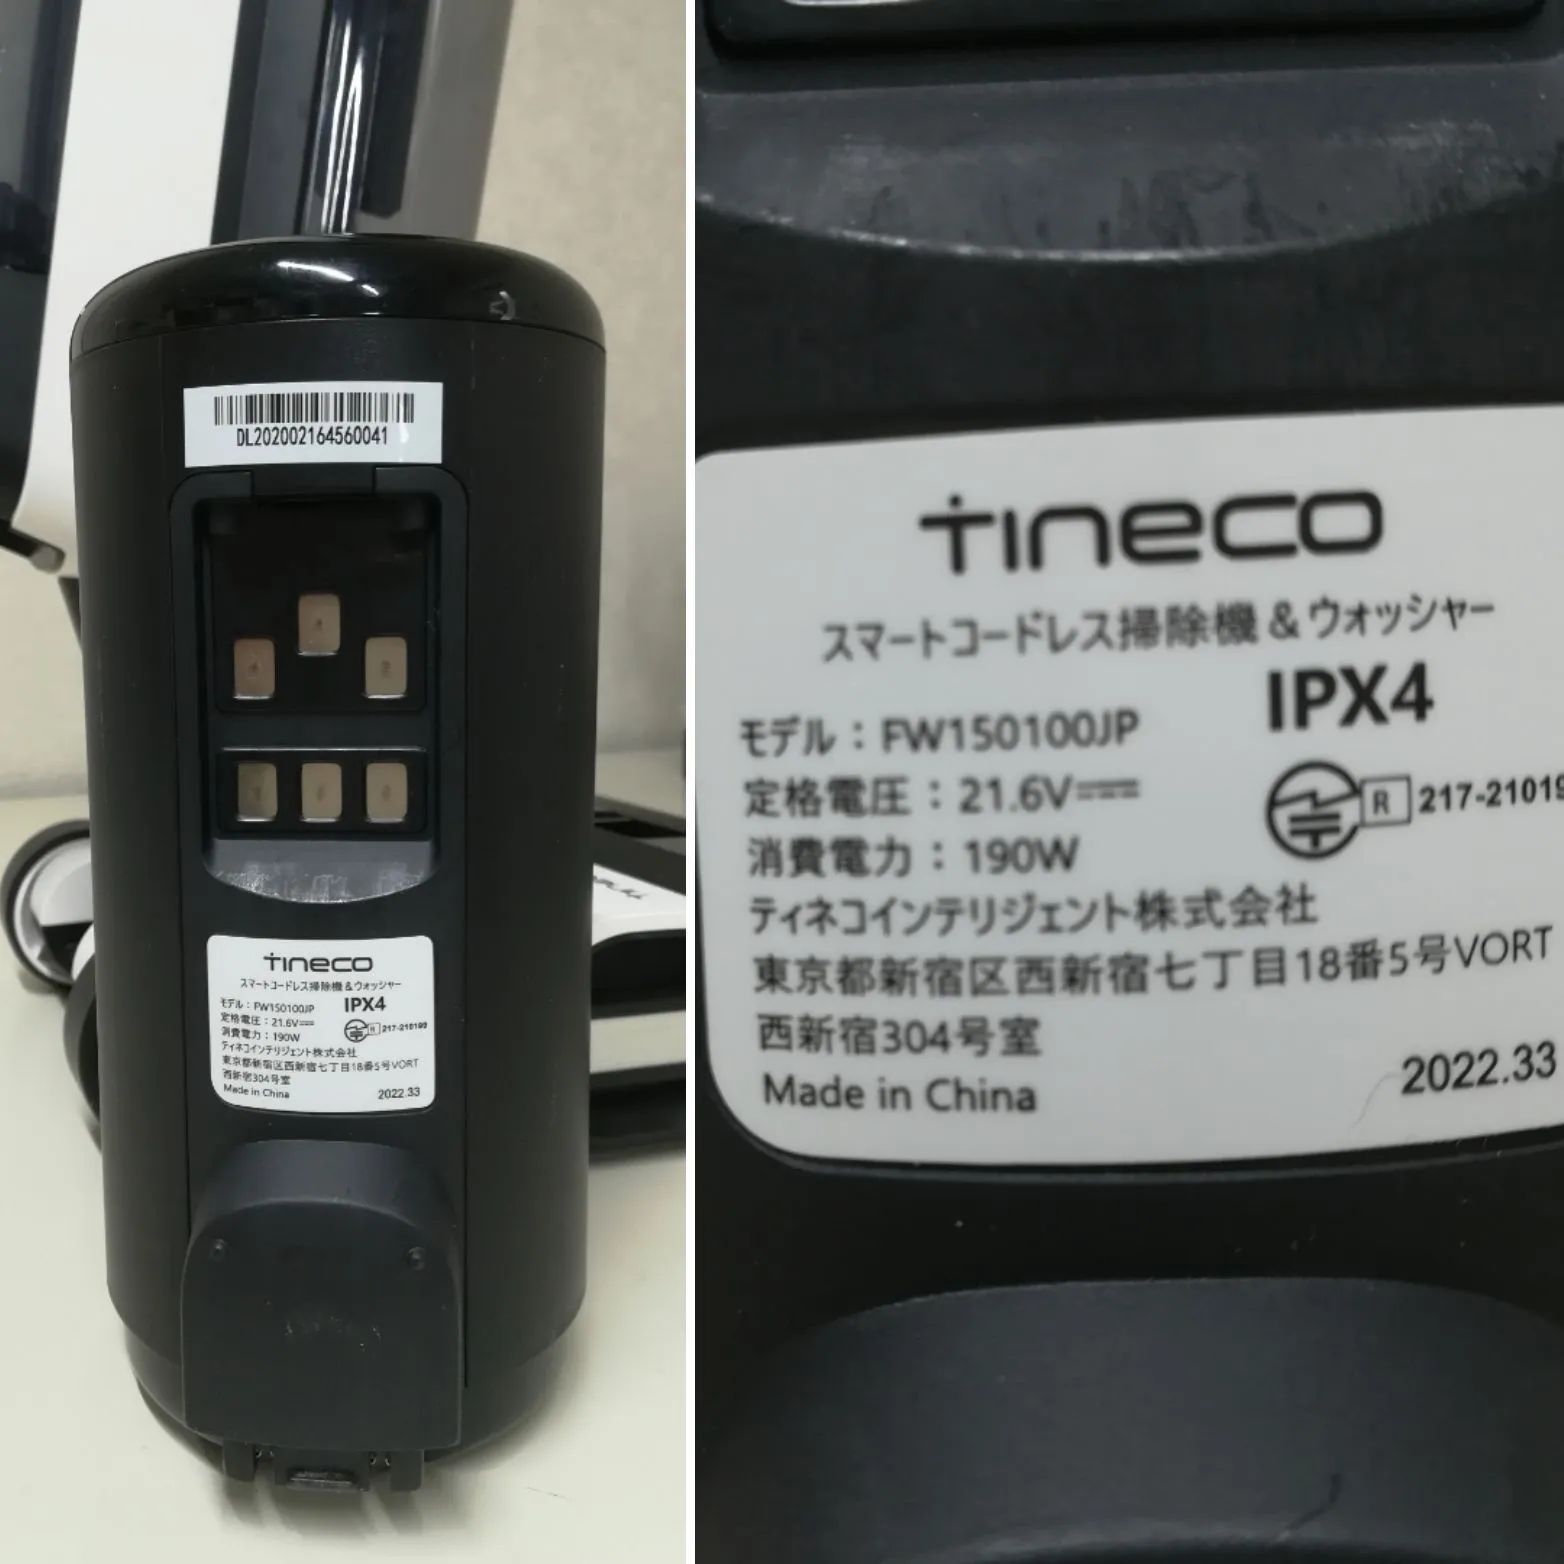 DL202002164560041
tineco
スマートコードレス掃除機&ウォッシャー
モデル：FW150100JP IPX4
定格電圧：21.6V
R 217-210199
消費電力：190W
ティネコインテリジェント株式会社
東京都新宿区西新宿七丁目18番5号VORT
西新宿304号室
Made in China
2022.33
tineco
スマートコードレス掃除機&ウォッシャー
IPX4
モデル：FW150100JP
定格電圧：21.6V
R 217-21019
消費電力：190W
ティネコインテリジェント株式会社
東京都新宿区西新宿七丁目18番5号VORT
西新宿304号室
Made in China
2022.33